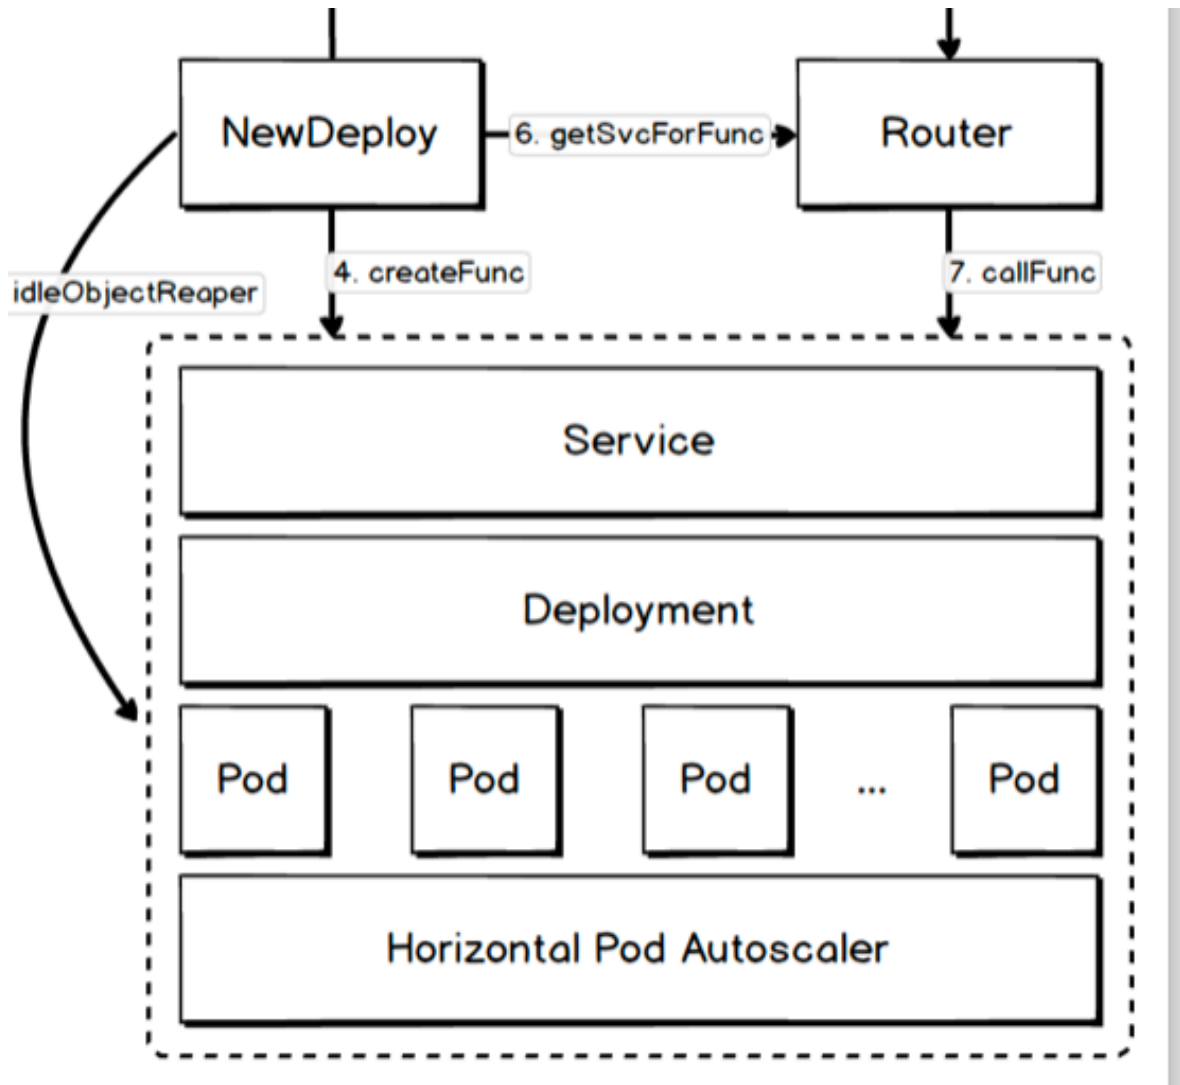 NewDeploy
6. getSvcForFunc
Router
4. createFunc
7. callFunc
idleObjectReaper
Service
Deployment
Pod Pod Pod ... Pod
Horizontal Pod Autoscaler